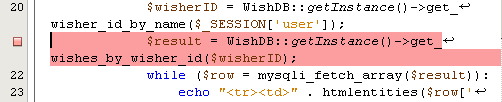 20 $wisherID = WishDB::getInstance()->get_↩
wisher_id_by_name($_SESSION['user']);
$result = WishDB::getInstance()->get_↩
wishes_by_wisher_id($wisherID);
22 while ($row = mysqli_fetch_array($result)):
23 echo "<tr><td>" . htmlentities($row['↩